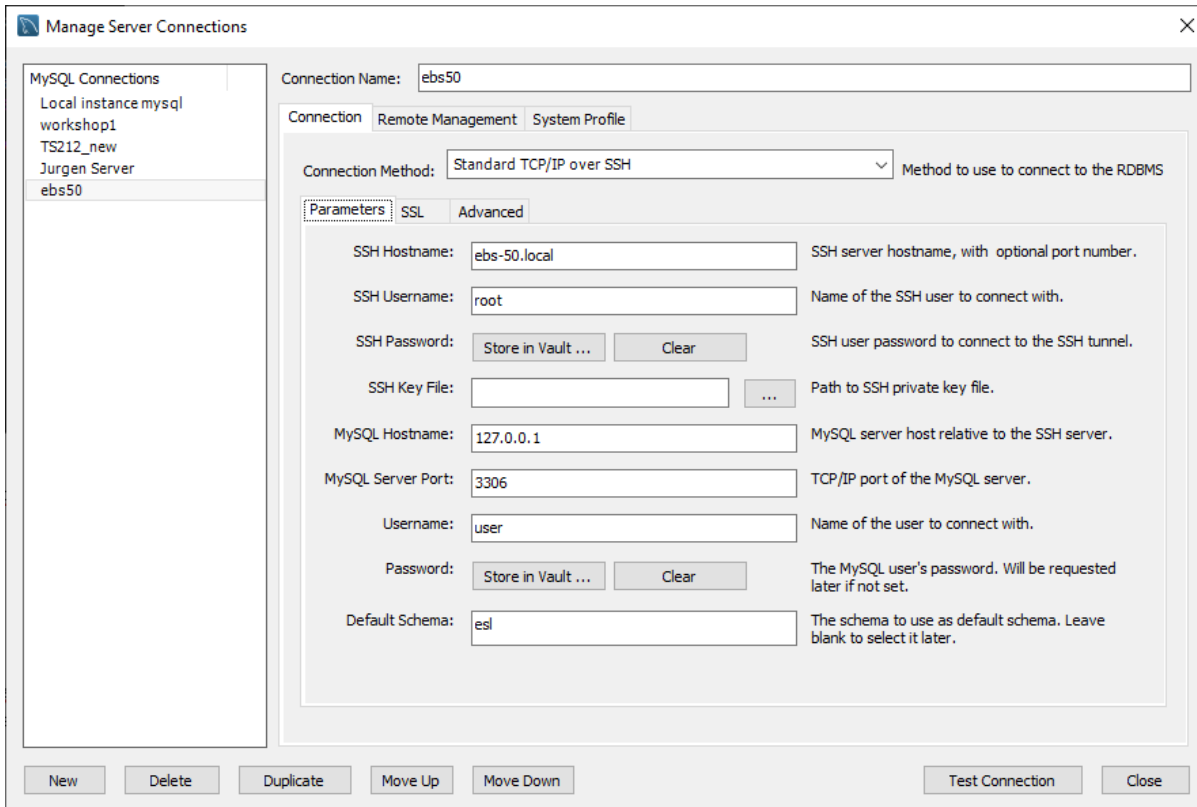 Manage Server Connections
MySQL Connections
Local instance mysql
workshop1
TS212_new
Jurgen Server
ebs50
Connection Name: ebs50
Connection Remote Management System Profile
Connection Method: Standard TCP/IP over SSH Method to use to connect to the RDBMS
Parameters SSL Advanced
SSH Hostname: ebs-50.local SSH server hostname, with optional port number.
SSH Username: root Name of the SSH user to connect with.
SSH Password: Store in Vault ... Clear SSH user password to connect to the SSH tunnel.
SSH Key File: ... Path to SSH private key file.
MySQL Hostname: 127.0.0.1 MySQL server host relative to the SSH server.
MySQL Server Port: 3306 TCP/IP port of the MySQL server.
Username: user Name of the user to connect with.
Password: Store in Vault ... Clear The MySQL user's password. Will be requested
later if not set.
Default Schema: esl The schema to use as default schema. Leave
blank to select it later.
New Delete Duplicate Move Up Move Down Test Connection Close